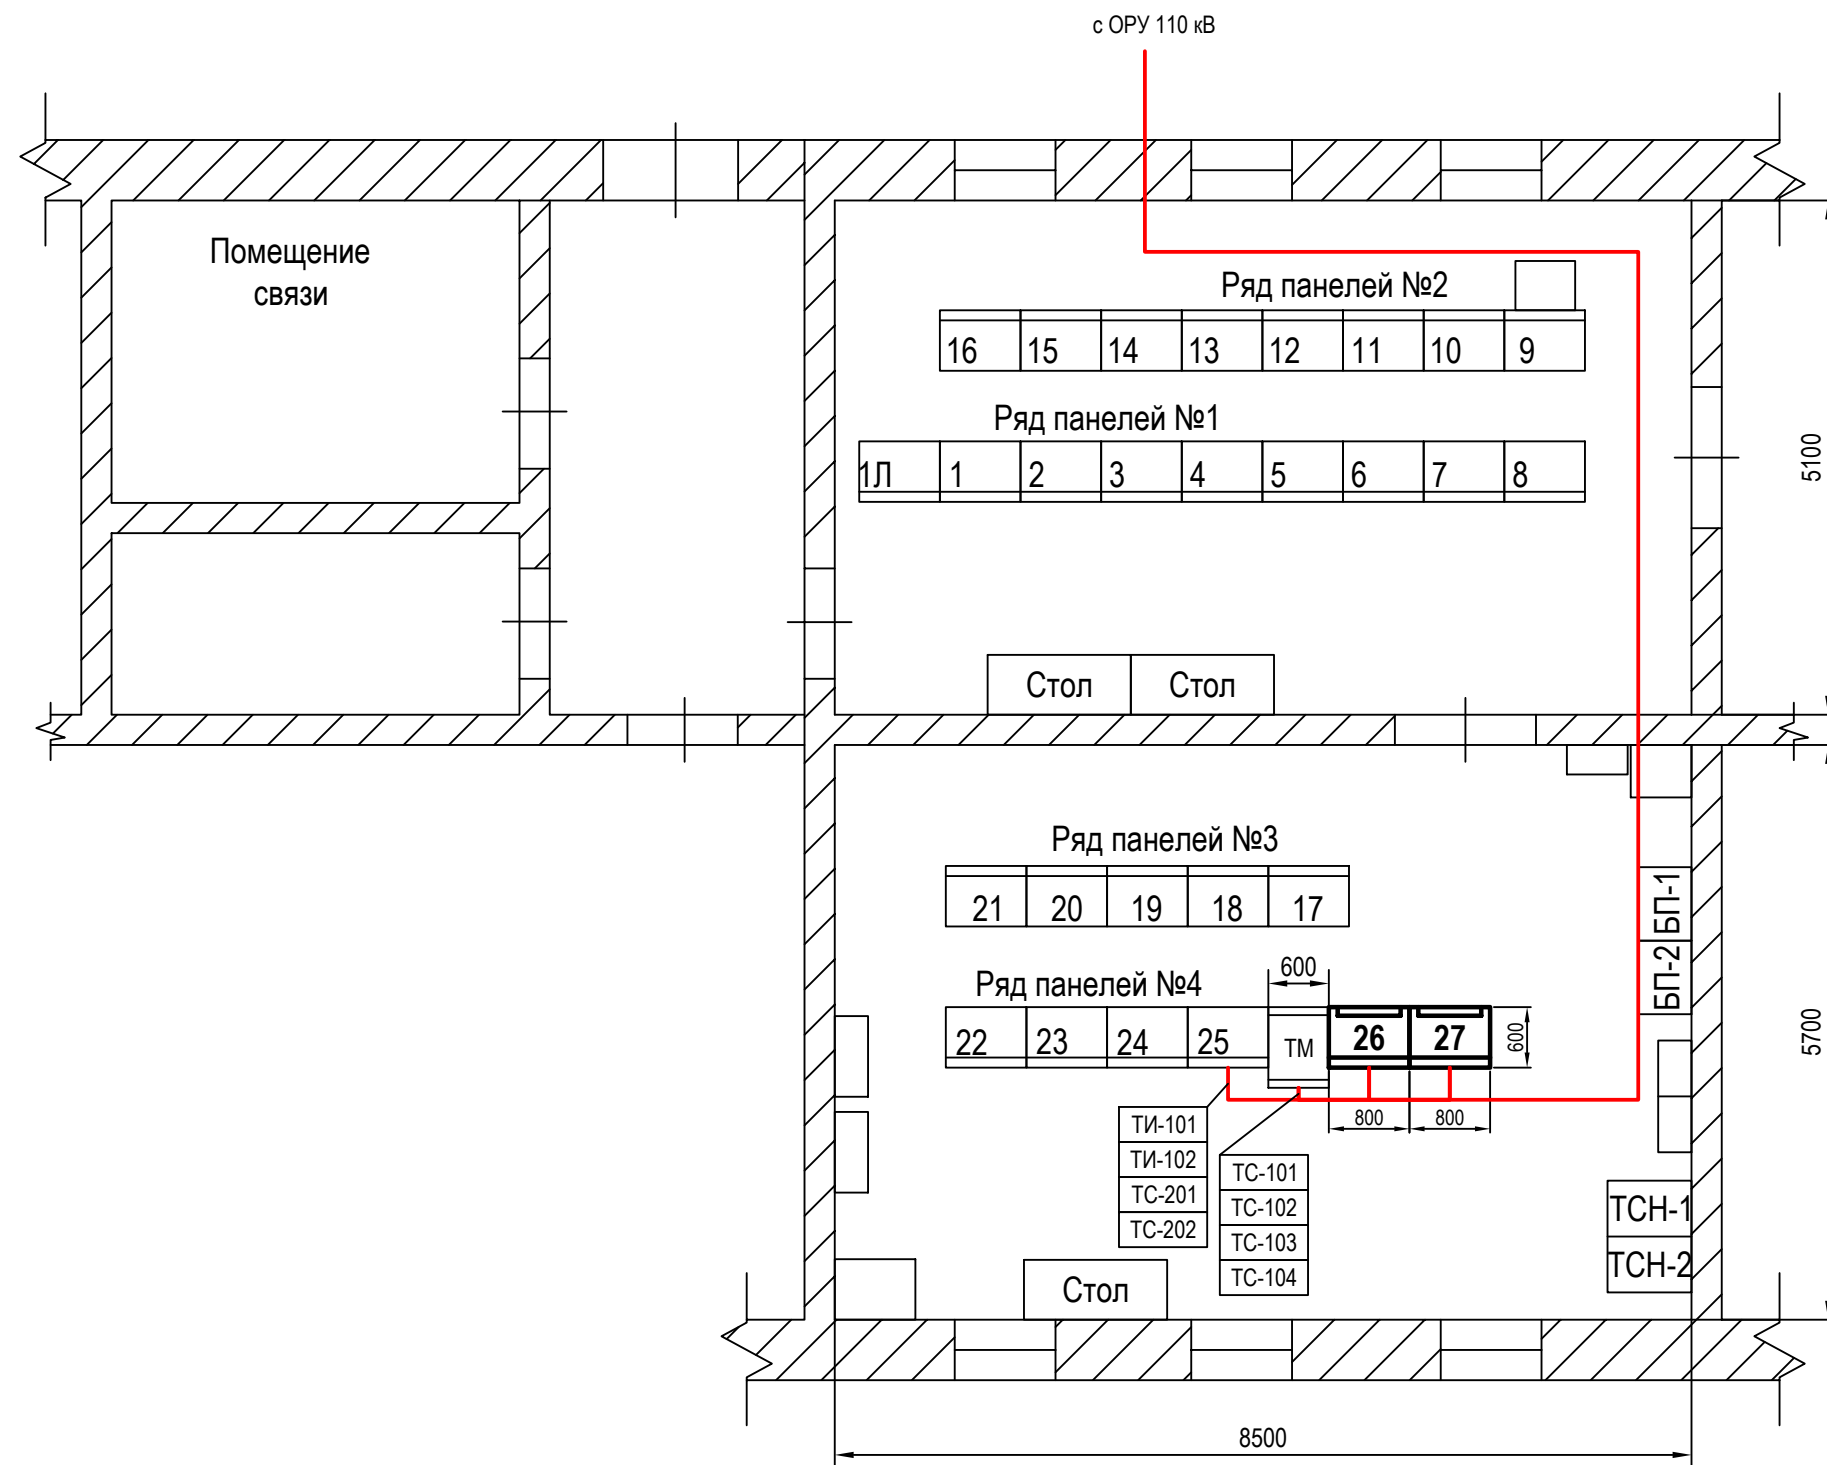 с ОРУ 110 кВ
Помещение
связи
Ряд панелей №2
16 15 14 13 12 11 10 9
Ряд панелей №1
1Л 1 2 3 4 5 6 7 8
5100
Стол Стол
Ряд панелей №3
21 20 19 18 17
БП-1
БП-2
Ряд панелей №4
600
22 23 24 25 ТМ 26 27
600
5700
800 800
ТИ-101
ТИ-102
ТС-201
ТС-202
ТС-101
ТС-102
ТС-103
ТС-104
ТСН-1
ТСН-2
Стол
8500